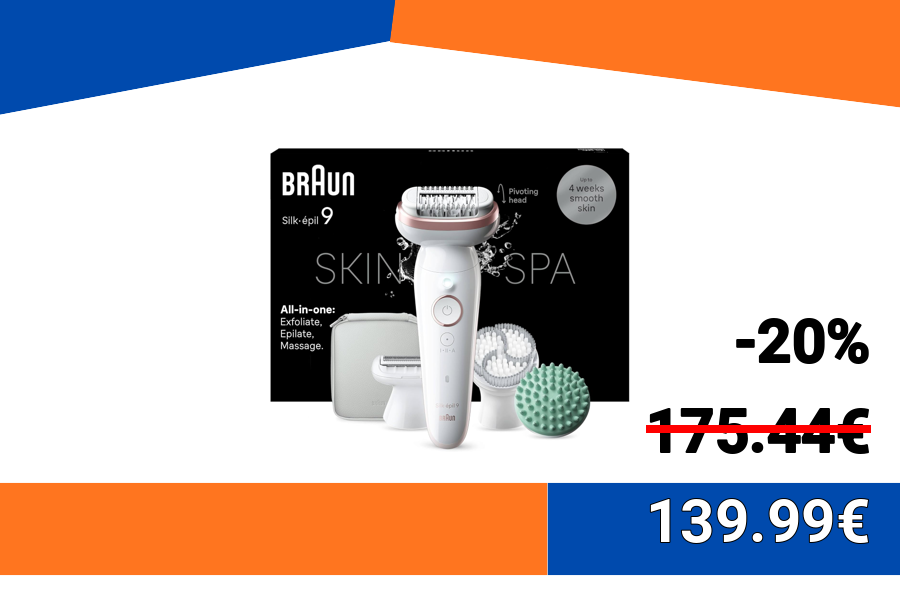 BRAUN
Silk·épil 9
Pivoting
head
Up to
4 weeks
smooth
skin
SKIN SPA
All-in-one:
Exfoliate,
Epilate,
Massage.
BRAUN
-20%
175.44€
139.99€